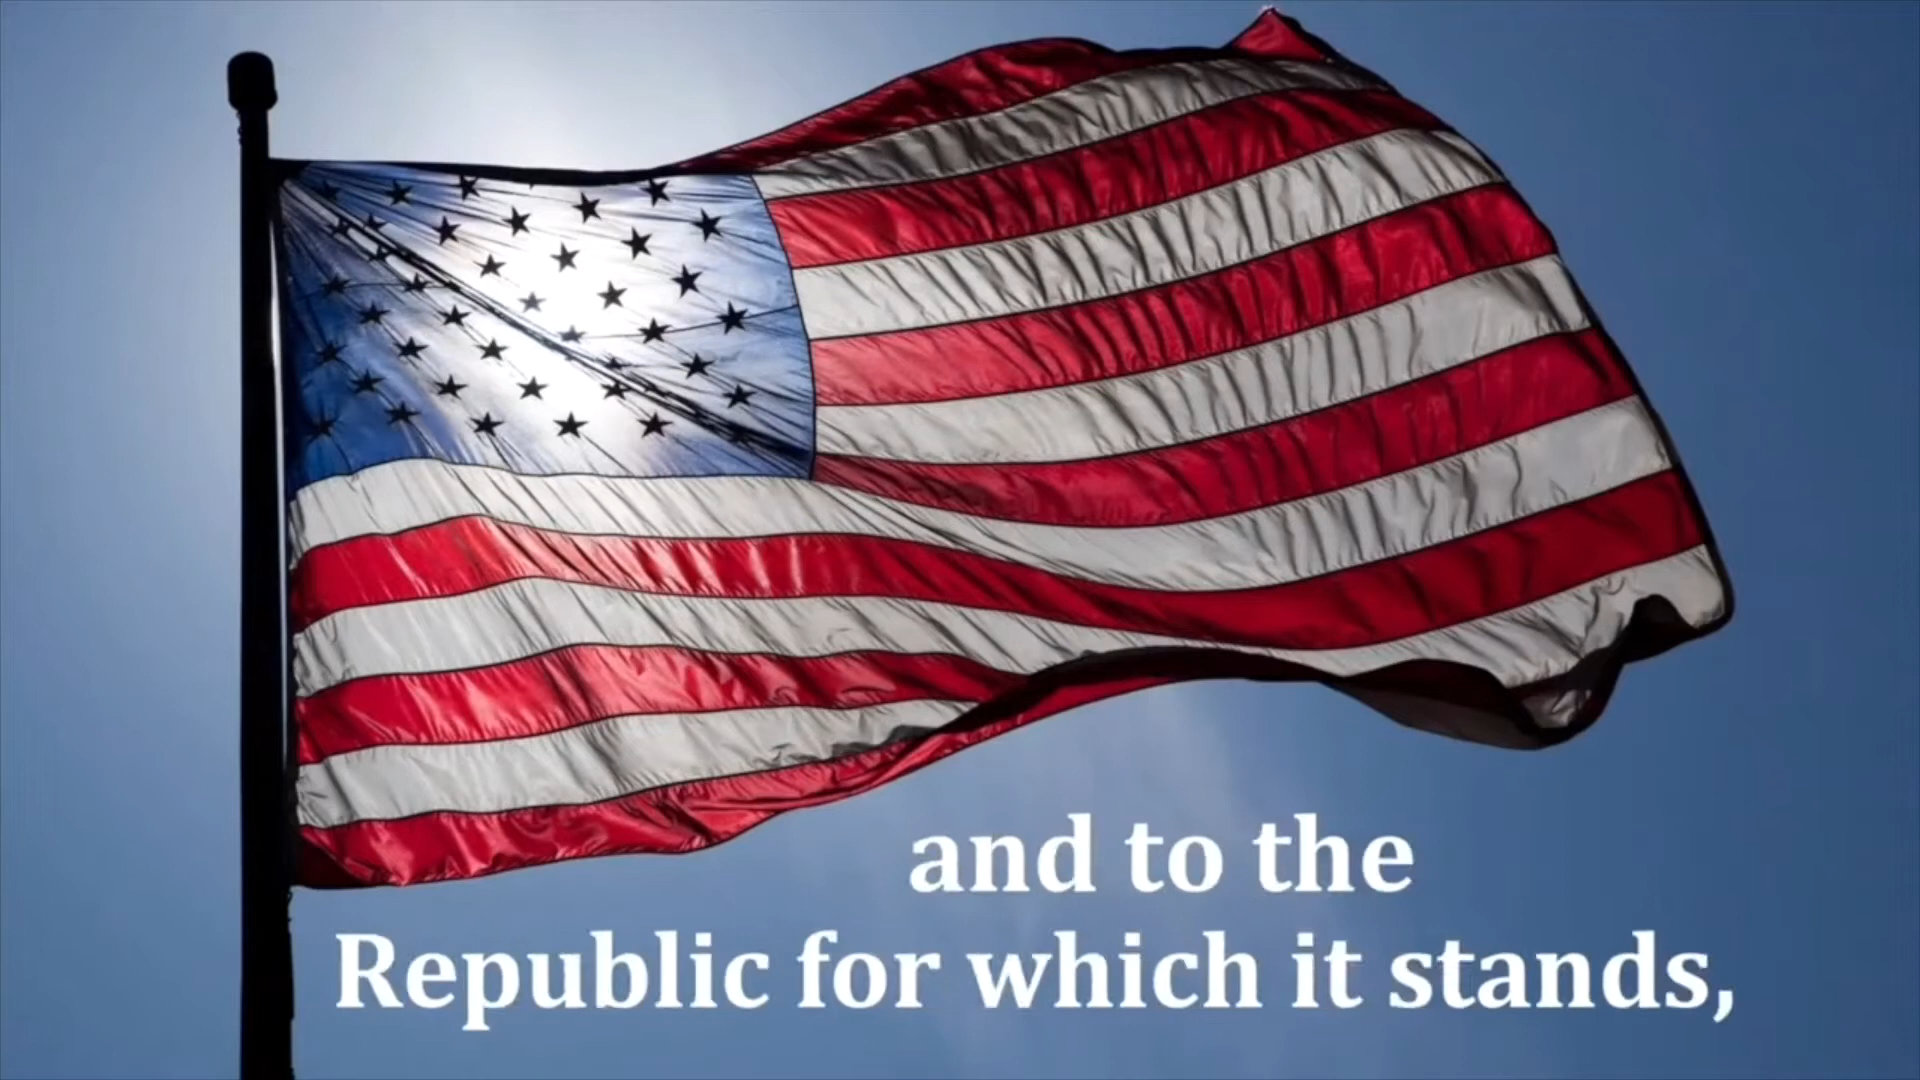 and to the
Republic for which it stands,